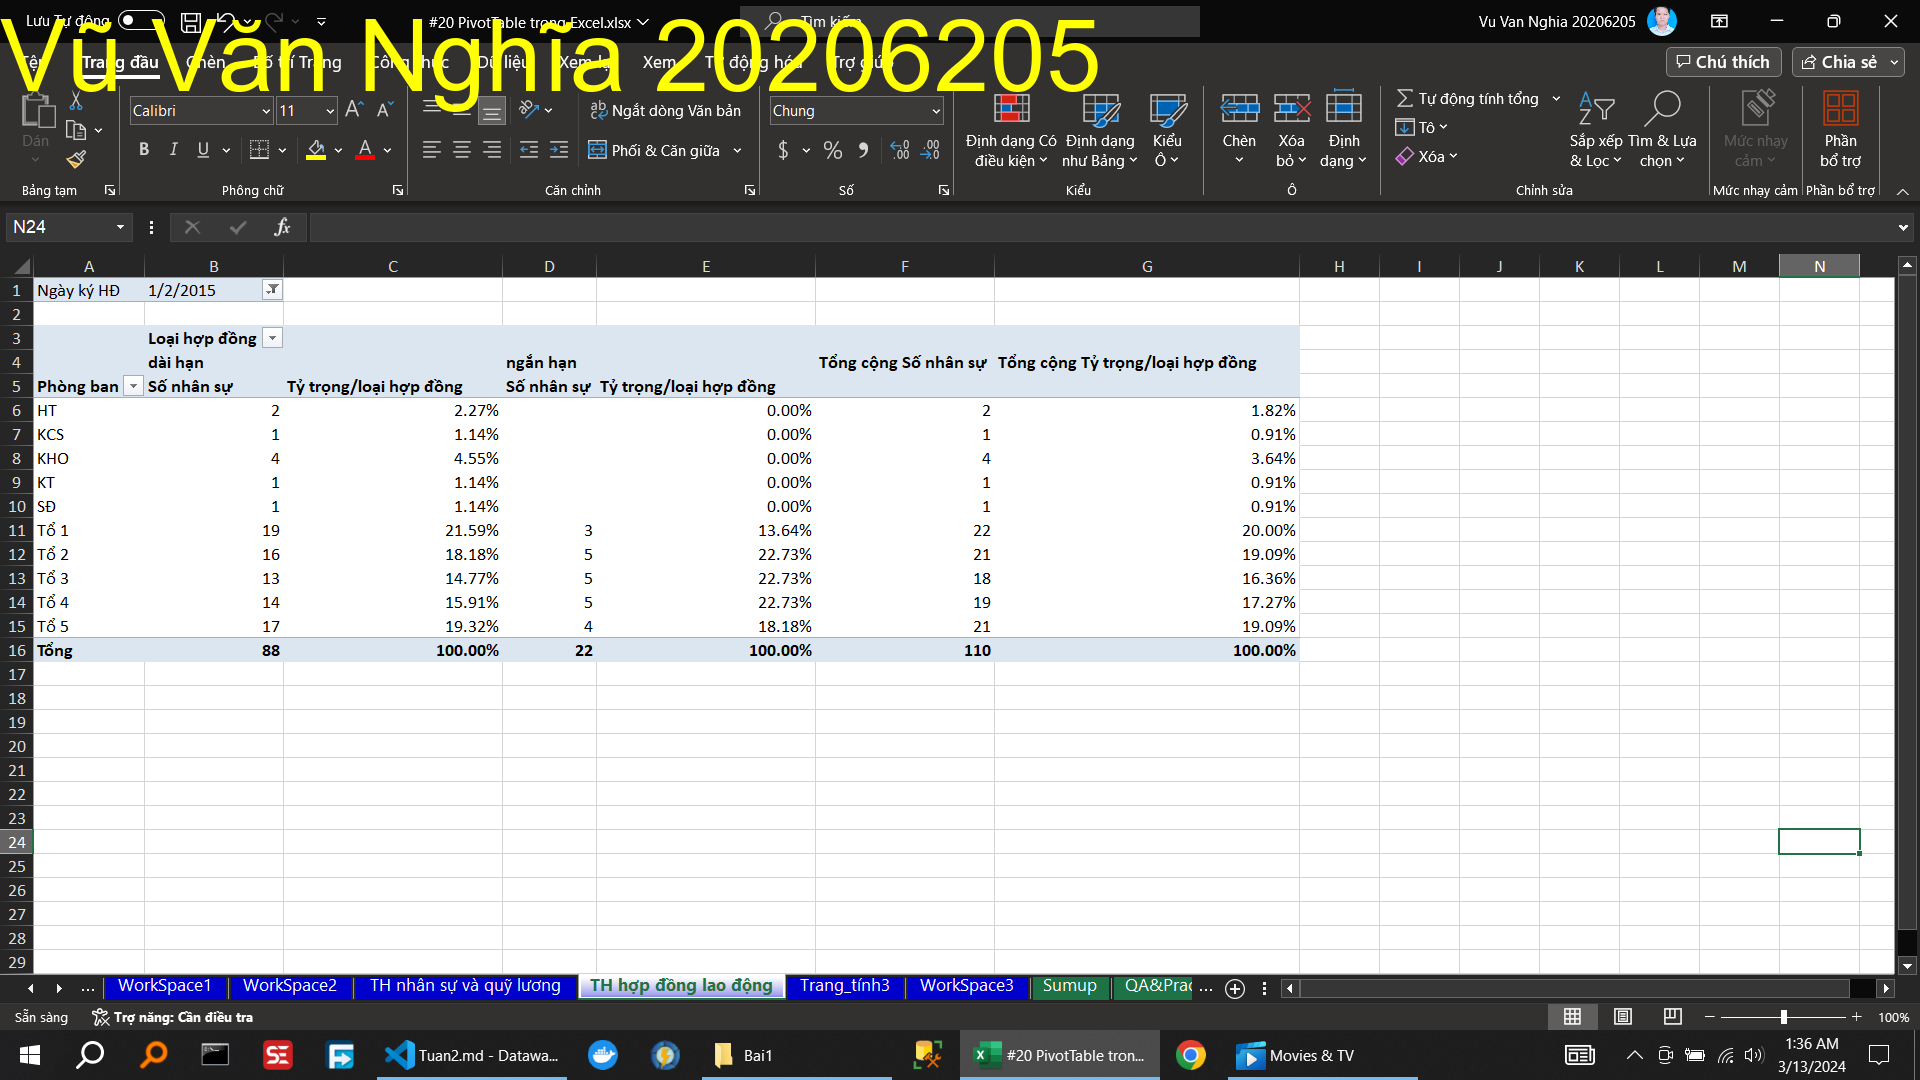 Lưu Tự động #20 PivotTable trong Excel.xlsx Tìm kiếm Vu Van Nghia 20206205
Vũ Văn Nghĩa 20206205
Tệp Trang đầu Chèn Bố trí Trang Công thức Dữ liệu Xem lại Xem Tự động hóa Trợ giúp Chú thích Chia sẻ
Dán Calibri 11 Ngắt dòng Văn bản Chung Tự động tính tổng
B I U A Phối & Căn giữa $ % Định dạng Có điều kiện Định dạng như Bảng Kiểu Ô Chèn Xóa bỏ Định dạng Tô Xóa Sắp xếp & Lọc Tìm & Lựa chọn Mức nhạy cảm Phần bổ trợ
Bảng tạm Phông chữ Căn chỉnh Số Kiểu Ô Chỉnh sửa Mức nhạy cảm Phần bổ trợ
N24 fx
A B C D E F G H I J K L M N
1 Ngày ký HĐ 1/2/2015
2
3 Loại hợp đồng
4 dài hạn ngắn hạn Tổng cộng Số nhân sự Tổng cộng Tỷ trọng/loại hợp đồng
5 Phòng ban Số nhân sự Tỷ trọng/loại hợp đồng Số nhân sự Tỷ trọng/loại hợp đồng
6 HT 2 2.27% 0.00% 2 1.82%
7 KCS 1 1.14% 0.00% 1 0.91%
8 KHO 4 4.55% 0.00% 4 3.64%
9 KT 1 1.14% 0.00% 1 0.91%
10 SĐ 1 1.14% 0.00% 1 0.91%
11 Tổ 1 19 21.59% 3 13.64% 22 20.00%
12 Tổ 2 16 18.18% 5 22.73% 21 19.09%
13 Tổ 3 13 14.77% 5 22.73% 18 16.36%
14 Tổ 4 14 15.91% 5 22.73% 19 17.27%
15 Tổ 5 17 19.32% 4 18.18% 21 19.09%
16 Tổng 88 100.00% 22 100.00% 110 100.00%
17
18
19
20
21
22
23
24
25
26
27
28
29
... WorkSpace1 WorkSpace2 TH nhân sự và quỹ lương TH hợp đồng lao động Trang_tính3 WorkSpace3 Sumup QA&Prac ...
Sẵn sàng Trợ năng: Cần điều tra 100%
Tuan2.md - Datawa... Bai1 #20 PivotTable tron... Movies & TV 1:36 AM
3/13/2024